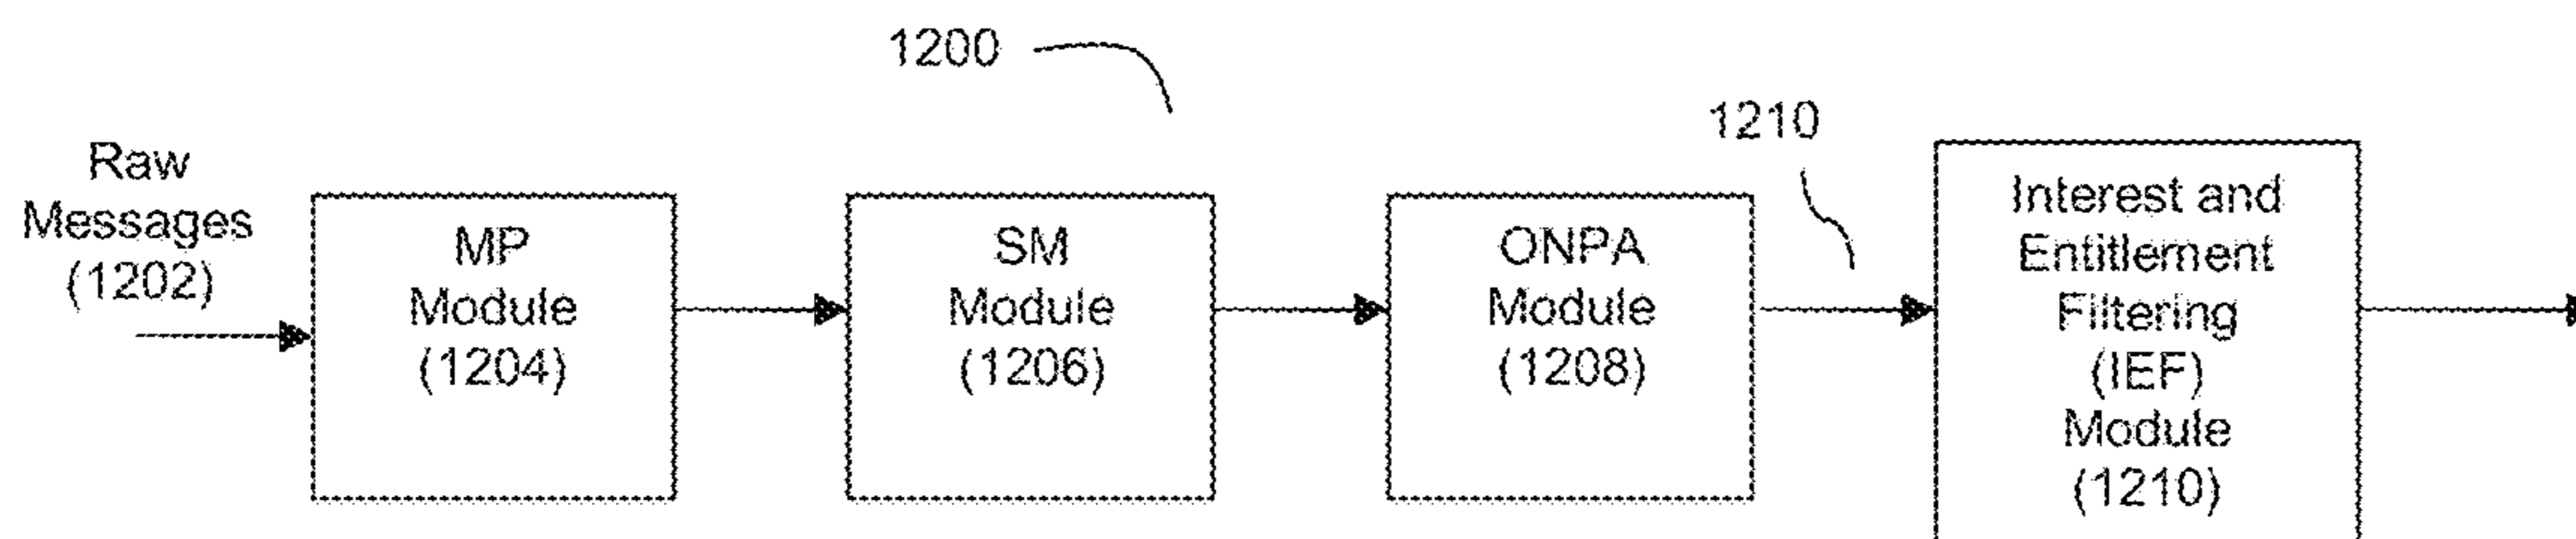 1200
1210
Raw
Messages
(1202)
MP
Module
(1204)
SM
Module
(1206)
ONPA
Module
(1208)
Interest and
Entitlement
Filtering
(IEF)
Module
(1210)